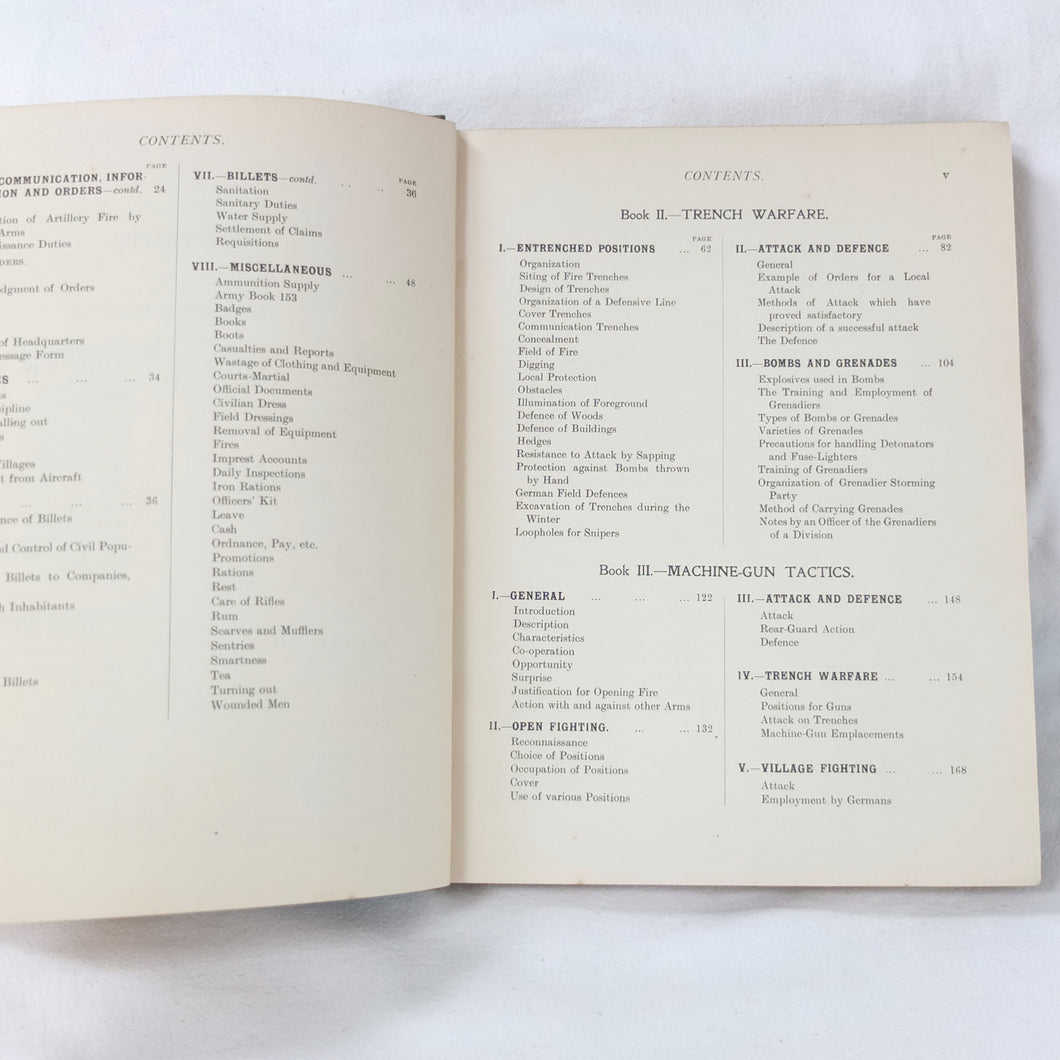 CONTENTS.
PAGE
COMMUNICATION, INFOR-
ION AND ORDERS—contd. 24
tion of Artillery Fire by
Arms
issance Duties
DERS.
dgment of Orders
of Headquarters
essage Form
ES ... ... ... 34
ts
cipline
alling out
s
Villages
t from Aircraft
... ... ... 36
nce of Billets
d Control of Civil Popu-
Billets to Companies,
h Inhabitants
Billets
VII.—BILLETS—contd. .. .. PAGE
Sanitation 36
Sanitary Duties
Water Supply
Settlement of Claims
Requisitions
VIII.—MISCELLANEOUS ...
Ammunition Supply ... 48
Army Book 153
Badges
Books
Boots
Casualties and Reports
Wastage of Clothing and Equipment
Courts-Martial
Official Documents
Civilian Dress
Field Dressings
Removal of Equipment
Fires
Imprest Accounts
Daily Inspections
Iron Rations
Officers' Kit
Leave
Cash
Ordnance, Pay, etc.
Promotions
Rations
Rest
Care of Rifles
Rum
Scarves and Mufflers
Sentries
Smartness
Tea
Turning out
Wounded Men
CONTENTS. v
Book II.—TRENCH WARFARE.
PAGE
I.—ENTRENCHED POSITIONS ... 62
Organization
Siting of Fire Trenches
Design of Trenches
Organization of a Defensive Line
Cover Trenches
Communication Trenches
Concealment
Field of Fire
Digging
Local Protection
Obstacles
Illumination of Foreground
Defence of Woods
Defence of Buildings
Hedges
Resistance to Attack by Sapping
Protection against Bombs thrown
by Hand
German Field Defences
Excavation of Trenches during the
Winter
Loopholes for Snipers
PAGE
II.—ATTACK AND DEFENCE ... 82
General
Example of Orders for a Local
Attack
Methods of Attack which have
proved satisfactory
Description of a successful attack
The Defence
III.—BOMBS AND GRENADES ... 104
Explosives used in Bombs
The Training and Employment of
Grenadiers
Types of Bombs or Grenades
Varieties of Grenades
Precautions for handling Detonators
and Fuse-Lighters
Training of Grenadiers
Organization of Grenadier Storming
Party
Method of Carrying Grenades
Notes by an Officer of the Grenadiers
of a Division
Book III.—MACHINE-GUN TACTICS.
I.—GENERAL ... ... ... 122
Introduction
Description
Characteristics
Co-operation
Opportunity
Surprise
Justification for Opening Fire
Action with and against other Arms
II.—OPEN FIGHTING. ... ... 132
Reconnaissance
Choice of Positions
Occupation of Positions
Cover
Use of various Positions
III.—ATTACK AND DEFENCE ... 148
Attack
Rear-Guard Action
Defence
IV.—TRENCH WARFARE ... ... 154
General
Positions for Guns
Attack on Trenches
Machine-Gun Emplacements
V.—VILLAGE FIGHTING ... ... 168
Attack
Employment by Germans